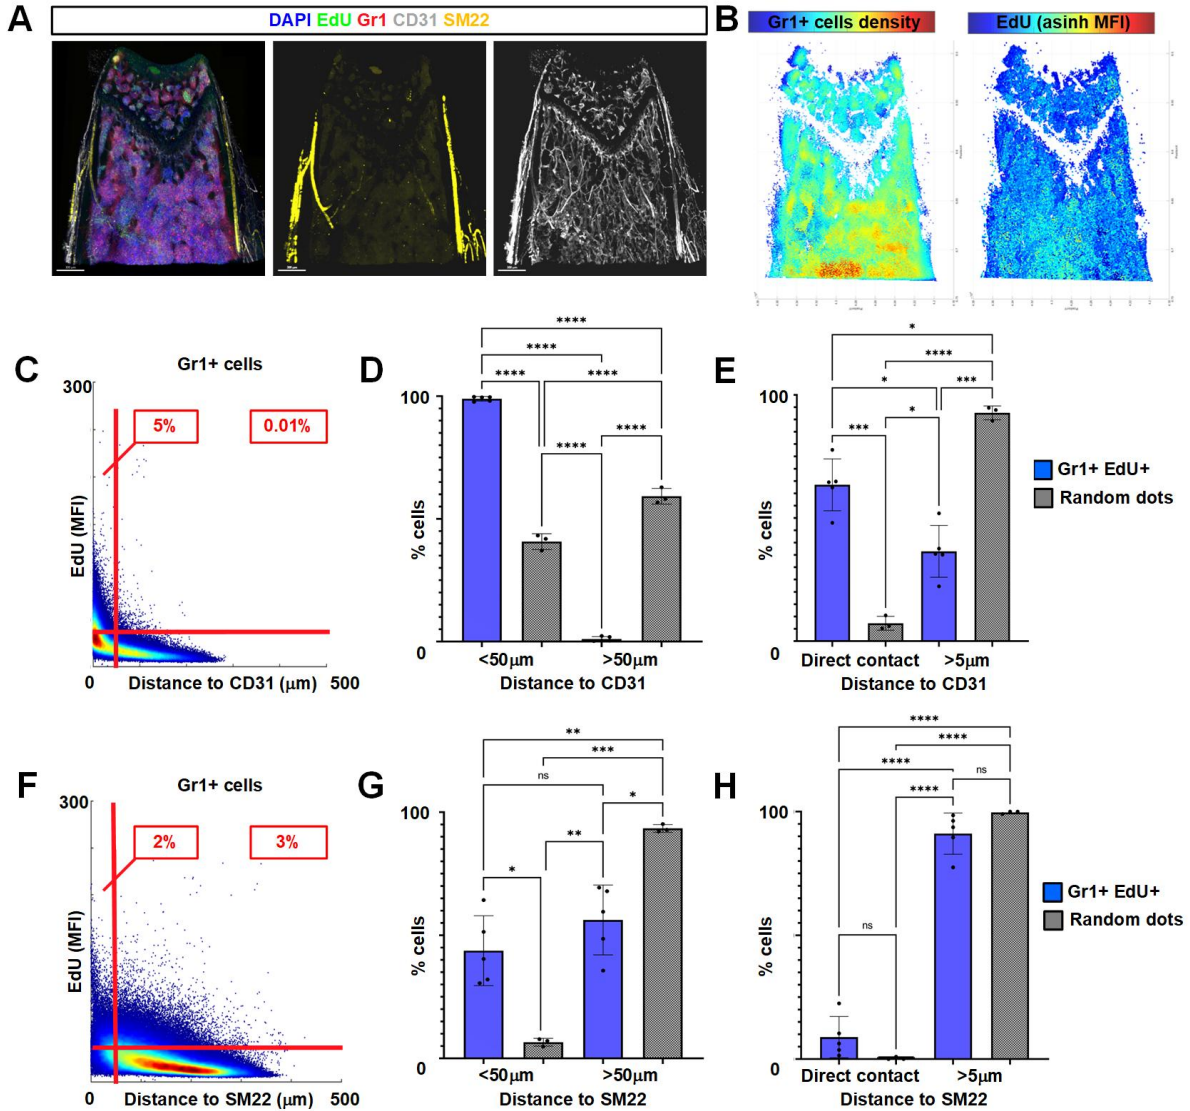 A
DAPI EdU Gr1 CD31 SM22
B
Gr1+ cells density
EdU (asinh MFI)
C
Gr1+ cells
300
5%
0.01%
EdU (MFI)
0
Distance to CD31 (μm)
500
D
****
****
****
****
****
****
100
% cells
0
<50μm
>50μm
Distance to CD31
E
*
****
*
***
*
***
100
% cells
0
Direct contact
>5μm
Distance to CD31
Gr1+ EdU+
Random dots
F
Gr1+ cells
300
2%
3%
EdU (MFI)
0
Distance to SM22 (μm)
500
G
**
***
ns
*
**
*
100
% cells
0
<50μm
>50μm
Distance to SM22
H
****
****
****
ns
****
ns
100
% cells
0
Direct contact
>5μm
Distance to SM22
Gr1+ EdU+
Random dots